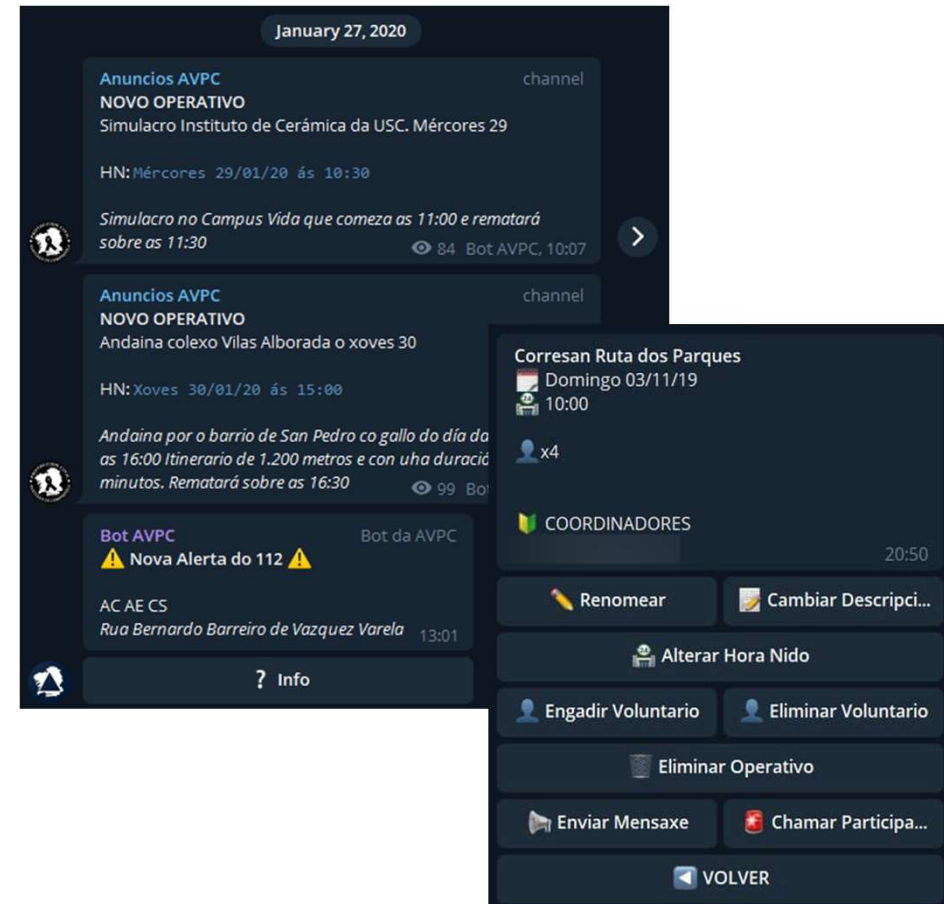 January 27, 2020
Anuncios AVPC channel
NOVO OPERATIVO
Simulacro Instituto de Cerámica da USC. Mércores 29
HN: Mércores 29/01/20 ás 10:30
Simulacro no Campus Vida que comeza as 11:00 e rematará
sobre as 11:30
84 Bot AVPC, 10:07
Anuncios AVPC channel
NOVO OPERATIVO
Andaina colexo Vilas Alborada o xoves 30
HN: Xoves 30/01/20 ás 15:00
Andaina por o barrio de San Pedro co gallo do día da
as 16:00 Itinerario de 1.200 metros e con uha duració
minutos. Rematará sobre as 16:30
99 Bot
Bot AVPC Bot da AVPC
⚠️ Nova Alerta do 112 ⚠️
AC AE CS
Rua Bernardo Barreiro de Vazquez Varela 13:01
? Info
Corresan Ruta dos Parques
Domingo 03/11/19
10:00
x4
COORDINADORES
20:50
Renomear
Cambiar Descripci...
Alterar Hora Nido
Engadir Voluntario
Eliminar Voluntario
Eliminar Operativo
Enviar Mensaxe
Chamar Participa...
VOLVER